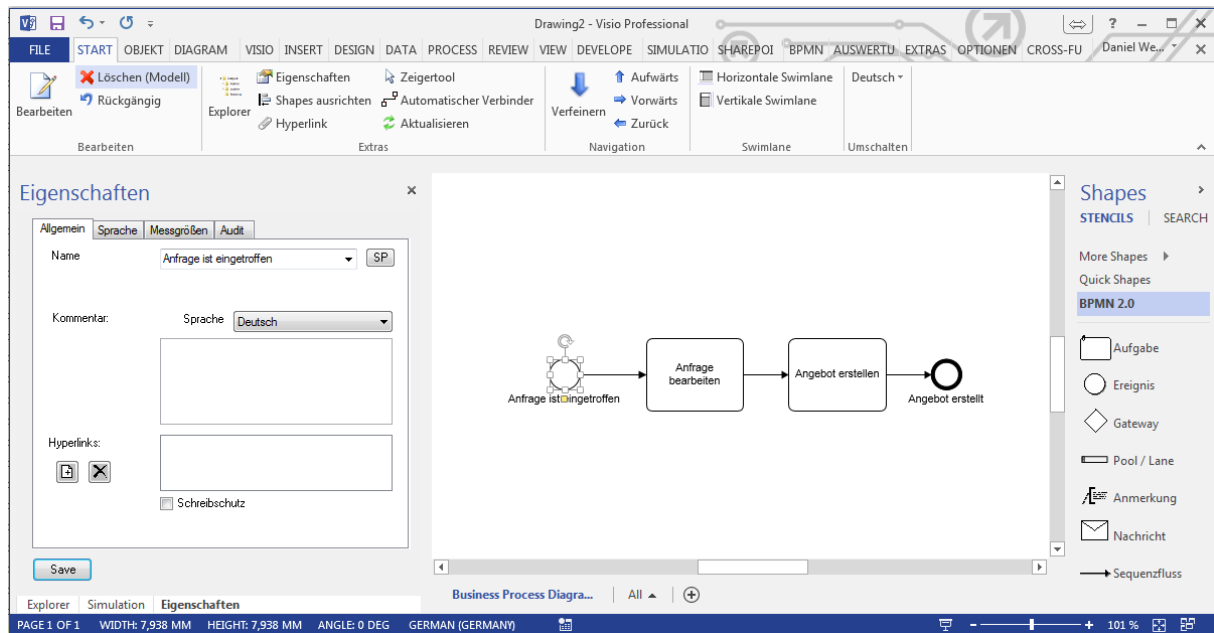 Drawing2 - Visio Professional
FILE START OBJEKT DIAGRAM VISIO INSERT DESIGN DATA PROCESS REVIEW VIEW DEVELOPE SIMULATIO SHAREPOI BPMN AUSWERTU EXTRAS OPTIONEN CROSS-FU Daniel We...
Bearbeiten
Löschen (Modell)
Rückgängig
Bearbeiten
Explorer
Eigenschaften
Shapes ausrichten
Hyperlink
Zeigertool
Automatischer Verbinder
Aktualisieren
Extras
Verfeinern
Aufwärts
Vorwärts
Zurück
Navigation
Horizontale Swimlane
Vertikale Swimlane
Swimlane
Deutsch
Umschalten
Eigenschaften
Allgemein Sprache Messgrößen Audit
Name Anfrage ist eingetroffen SP
Kommentar: Sprache Deutsch
Hyperlinks:
Schreibschutz
Save
Explorer Simulation Eigenschaften
Anfrage ist eingetroffen
Anfrage
bearbeiten
Angebot erstellen
Angebot erstellt
Business Process Diagra... All
Shapes
STENCILS SEARCH
More Shapes
Quick Shapes
BPMN 2.0
Aufgabe
Ereignis
Gateway
Pool / Lane
Anmerkung
Nachricht
Sequenzfluss
PAGE 1 OF 1 WIDTH: 7,938 MM HEIGHT: 7,938 MM ANGLE: 0 DEG GERMAN (GERMANY) 101 %